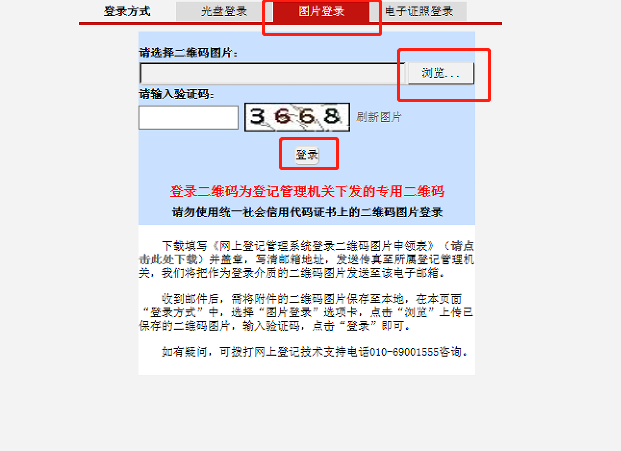 登录方式 光盘登录 图片登录 电子证照登录
请选择二维码图片：
浏览...
请输入验证码：
3668 刷新图片
登录
登录二维码为登记管理机关下发的专用二维码
请勿使用统一社会信用代码证书上的二维码图片登录
下载填写《网上登记管理系统登录二维码图片申领表》（请点
击此处下载）并盖章，写清邮箱地址，发送传真至所属登记管理机
关，我们将把作为登录介质的二维码图片发送至该电子邮箱。
收到邮件后，需将附件的二维码图片保存至本地，在本页面
“登录方式”中，选择“图片登录”选项卡，点击“浏览”上传已
保存的二维码图片，输入验证码，点击“登录”即可。
如有疑问，可拨打网上登记技术支持电话010-69001555咨询。